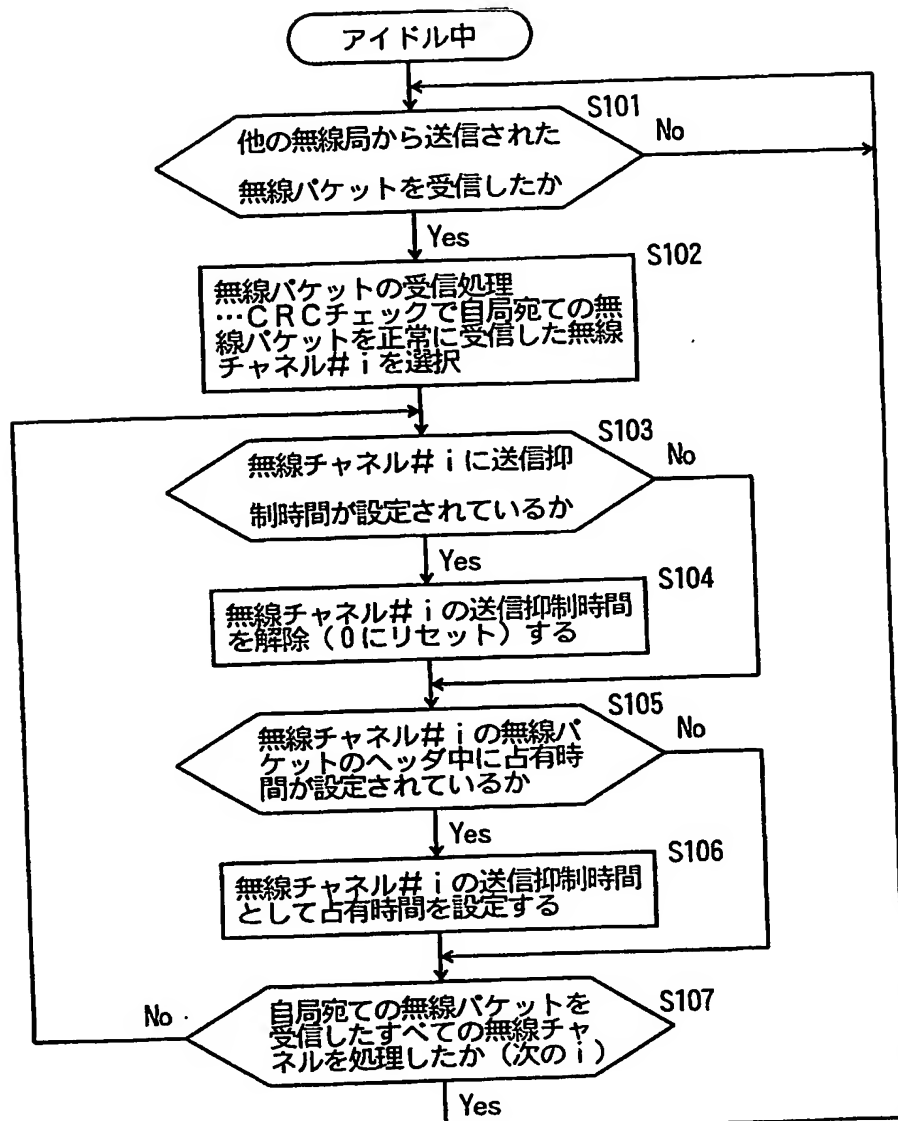 アイドル中
S101
他の無線局から送信された
無線パケットを受信したか
No
Yes
S102
無線パケットの受信処理
…CRCチェックで自局宛ての無
線パケットを正常に受信した無線
チャネル#iを選択
S103
無線チャネル#iに送信抑
制時間が設定されているか
No
Yes
S104
無線チャネル#iの送信抑制時間
を解除(0にリセット)する
S105
無線チャネル#iの無線パ
ケットのヘッダ中に占有時
間が設定されているか
No
Yes
S106
無線チャネル#iの送信抑制時間
として占有時間を設定する
S107
自局宛ての無線パケットを
受信したすべての無線チャ
ネルを処理したか(次のi)
No
Yes